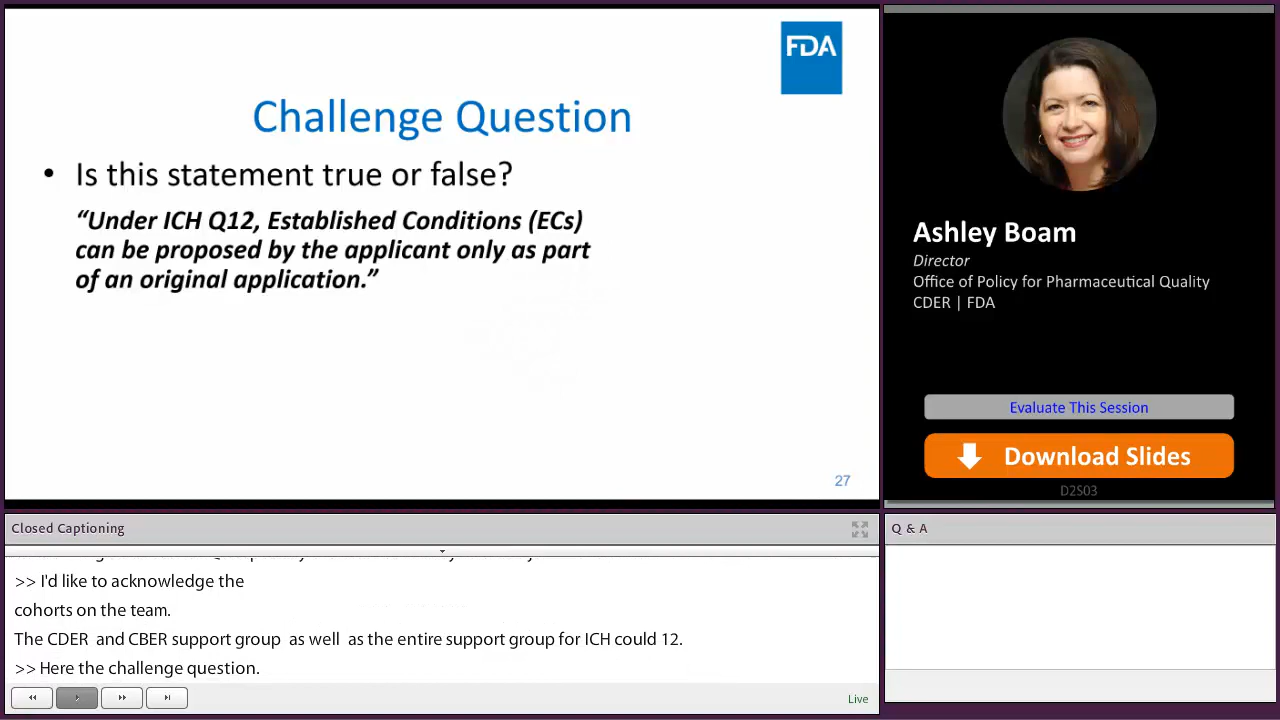 FDA
Challenge Question
• Is this statement true or false?
“Under ICH Q12, Established Conditions (ECs)
can be proposed by the applicant only as part
of an original application.”
27
Ashley Boam
Director
Office of Policy for Pharmaceutical Quality
CDER | FDA
Evaluate This Session
Download Slides
D2S03
Closed Captioning
>> I'd like to acknowledge the
cohorts on the team.
The CDER and CBER support group as well as the entire support group for ICH could 12.
>> Here the challenge question.
Live
Q & A